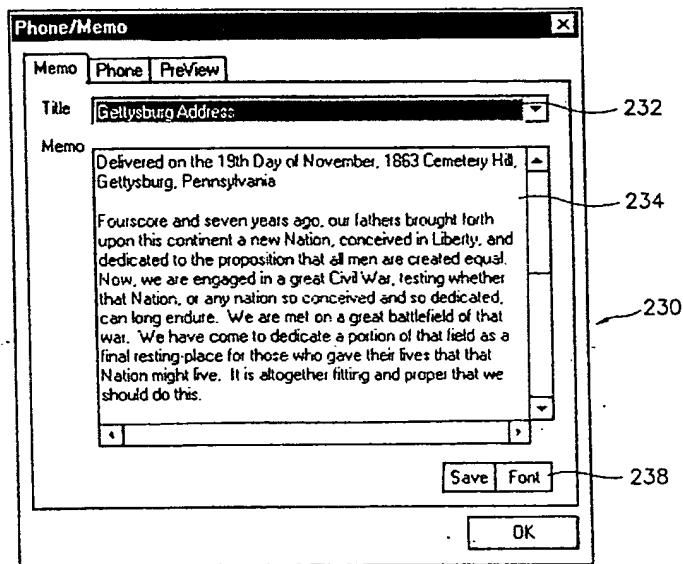 Phone/Memo
Memo Phone PreView
Title Gettysburg Address 232
Memo
Delivered on the 19th Day of November, 1863 Cemetery Hill,
Gettysburg, Pennsylvania
234
Fourscore and seven years ago, our fathers brought forth
upon this continent a new Nation, conceived in Liberty, and
dedicated to the proposition that all men are created equal.
Now, we are engaged in a great Civil War, testing whether
that Nation, or any nation so conceived and so dedicated,
can long endure. We are met on a great battlefield of that
230
war. We have come to dedicate a portion of that field as a
final resting-place for those who gave their lives that that
Nation might live. It is altogether fitting and proper that we
should do this.
Save Font 238
OK